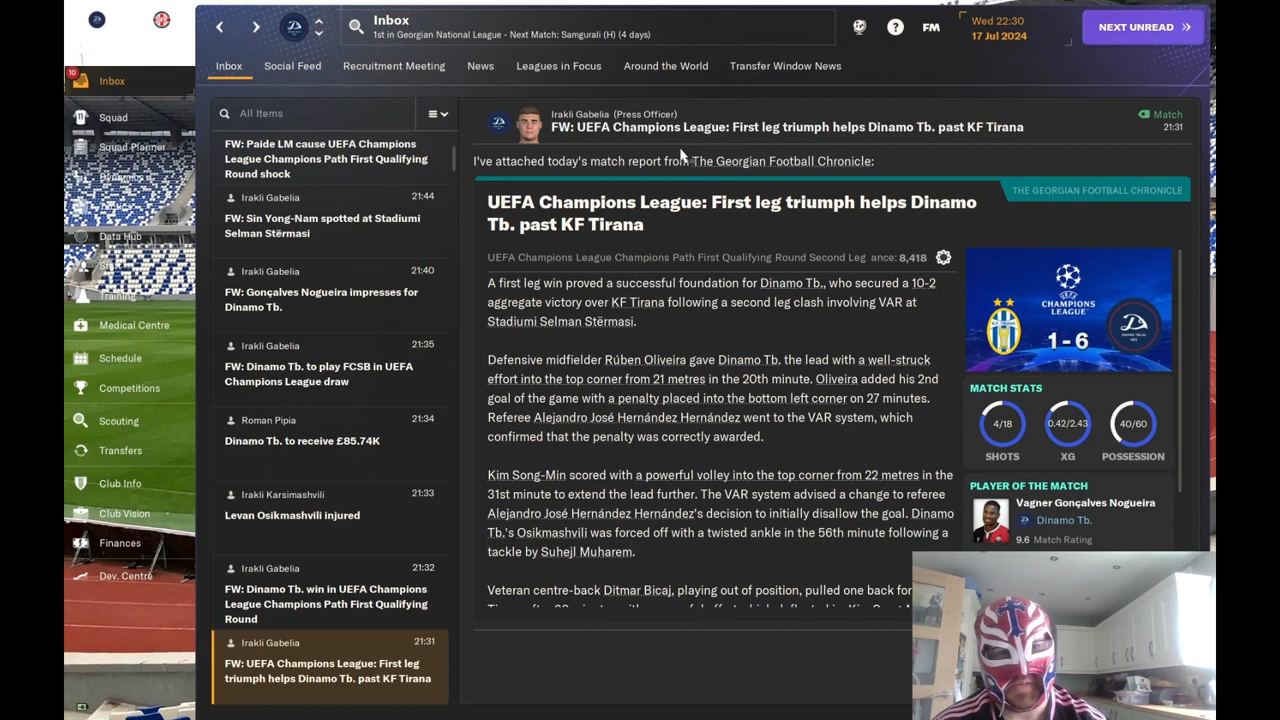 Inbox
1st in Georgian National League - Next Match: Samgurali (H) (4 days)
FM
Wed 22:30
17 Jul 2024
NEXT UNREAD
10
Inbox
Squad
Squad Planner
Dynamics
Data Hub
Training
Medical Centre
Schedule
Competitions
Scouting
Transfers
Club Info
Club Vision
Finances
Dev. Centre
Inbox
Social Feed
Recruitment Meeting
News
Leagues in Focus
Around the World
Transfer Window News
All Items
FW: Paide LM cause UEFA Champions
League Champions Path First Qualifying
Round shock
Irakli Gabelia 21:44
FW: Sin Yong-Nam spotted at Stadiumi
Selman Stërmasi
Irakli Gabelia 21:40
FW: Gonçalves Nogueira impresses for
Dinamo Tb.
Irakli Gabelia 21:35
FW: Dinamo Tb. to play FCSB in UEFA
Champions League draw
Roman Pipia 21:34
Dinamo Tb. to receive £85.74K
Irakli Karsimashvili 21:33
Levan Osikmashvili injured
Irakli Gabelia 21:32
FW: Dinamo Tb. win in UEFA Champions
League Champions Path First Qualifying
Round
Irakli Gabelia 21:31
FW: UEFA Champions League: First leg
triumph helps Dinamo Tb. past KF Tirana
Irakli Gabelia (Press Officer)
FW: UEFA Champions League: First leg triumph helps Dinamo Tb. past KF Tirana
Match
21:31
I've attached today's match report from The Georgian Football Chronicle:
THE GEORGIAN FOOTBALL CHRONICLE
UEFA Champions League: First leg triumph helps Dinamo
Tb. past KF Tirana
UEFA Champions League Champions Path First Qualifying Round Second Leg ance: 8,418
A first leg win proved a successful foundation for Dinamo Tb., who secured a 10-2
aggregate victory over KF Tirana following a second leg clash involving VAR at
Stadiumi Selman Stërmasi.
Defensive midfielder Rúben Oliveira gave Dinamo Tb. the lead with a well-struck
effort into the top corner from 21 metres in the 20th minute. Oliveira added his 2nd
goal of the game with a penalty placed into the bottom left corner on 27 minutes.
Referee Alejandro José Hernández Hernández went to the VAR system, which
confirmed that the penalty was correctly awarded.
Kim Song-Min scored with a powerful volley into the top corner from 22 metres in the
31st minute to extend the lead further. The VAR system advised a change to referee
Alejandro José Hernández Hernández's decision to initially disallow the goal. Dinamo
Tb.'s Osikmashvili was forced off with a twisted ankle in the 56th minute following a
tackle by Suhejl Muharem.
Veteran centre-back Ditmar Bicaj, playing out of position, pulled one back for
CHAMPIONS
LEAGUE
1-6
MATCH STATS
4/18
0.42/2.43
40/60
SHOTS
XG
POSSESSION
PLAYER OF THE MATCH
Vagner Gonçalves Nogueira
Dinamo Tb.
9.6 Match Rating